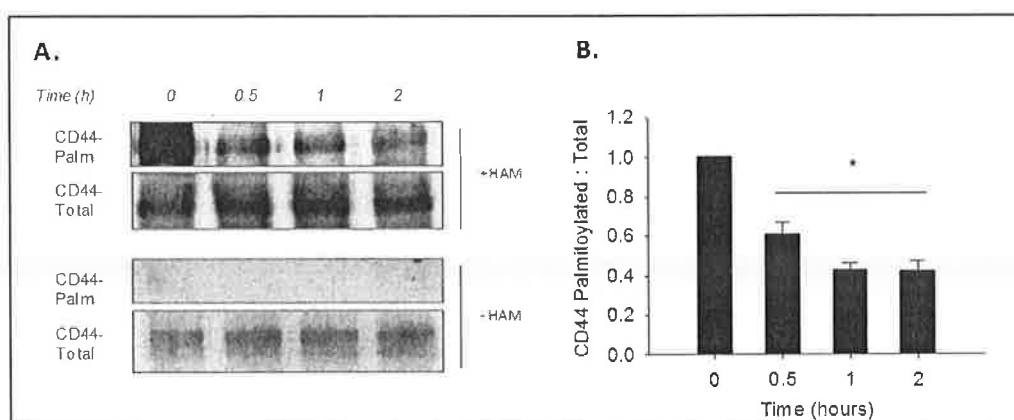 A.
Time (h) 0 0.5 1 2
CD44-
Palm
CD44-
Total
+HAM
CD44-
Palm
CD44-
Total
-HAM
B.
CD44 Palmitoylated : Total
1.2
1.0
0.8
0.6
0.4
0.2
0.0
*
0 0.5 1 2
Time (hours)